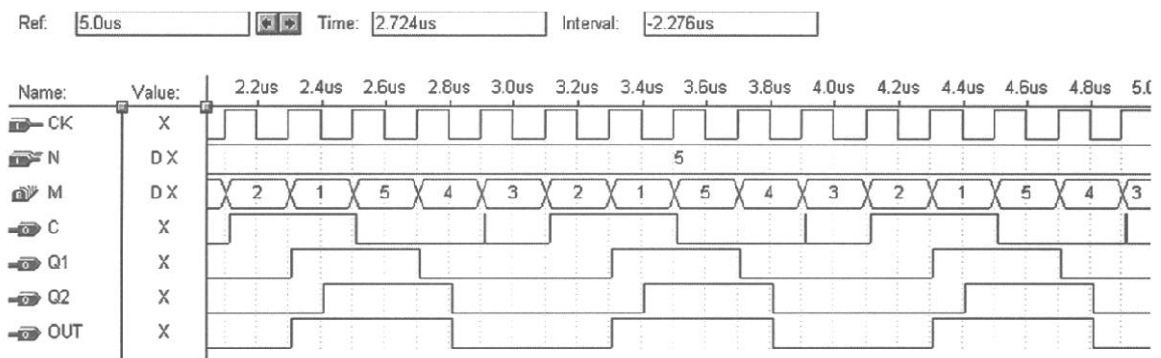 Ref: 5.0us Time: 2.724us Interval: -2.276us
Name: Value: 2.2us 2.4us 2.6us 2.8us 3.0us 3.2us 3.4us 3.6us 3.8us 4.0us 4.2us 4.4us 4.6us 4.8us 5.0
CK X
N D X 5
M D X 2 1 5 4 3 2 1 5 4 3 2 1 5 4 3
C X
Q1 X
Q2 X
OUT X